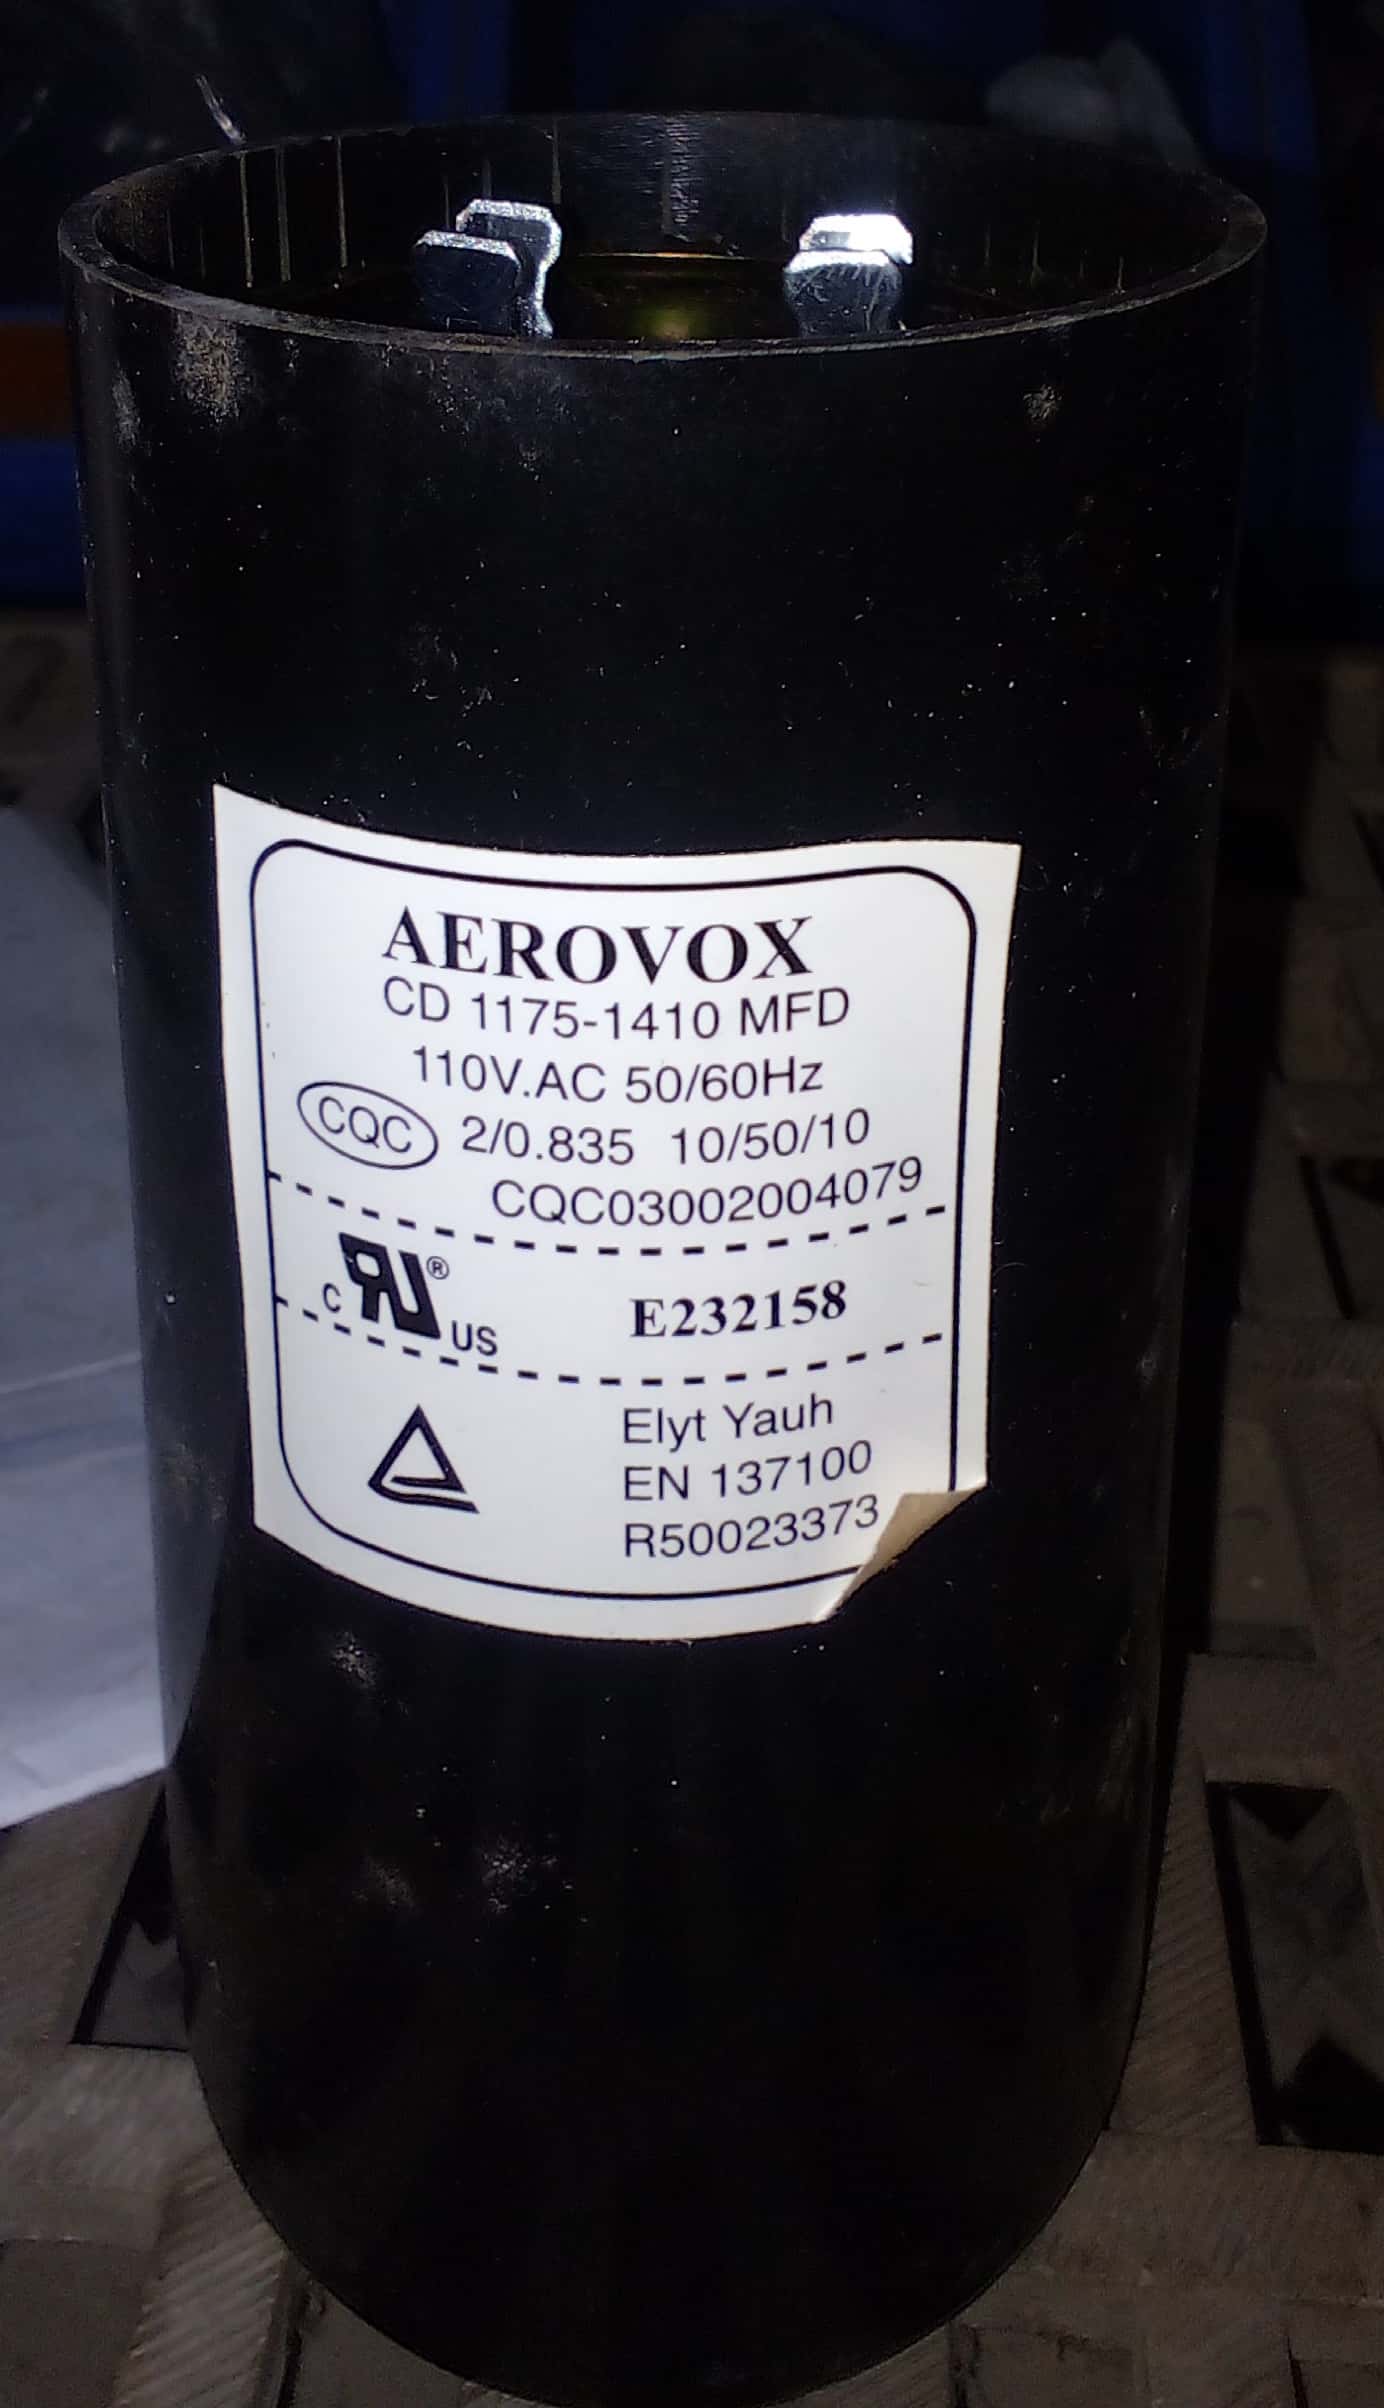 AEROVOX
CD 1175-1410 MFD
110V.AC 50/60Hz
CQC 2/0.835 10/50/10
CQC03002004079
c RU® US E232158
Elyt Yauh
EN 137100
R50023373